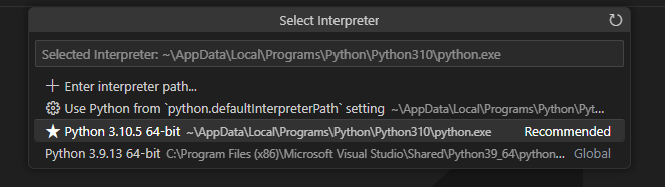 Select Interpreter
Selected Interpreter: ~\AppData\Local\Programs\Python\Python310\python.exe
Enter interpreter path...
Use Python from `python.defaultInterpreterPath` setting ~\AppData\Local\Programs\Python\Pyt...
Python 3.10.5 64-bit ~\AppData\Local\Programs\Python\Python310\python.exe Recommended
Python 3.9.13 64-bit C:\Program Files (x86)\Microsoft Visual Studio\Shared\Python39_64\python... Global